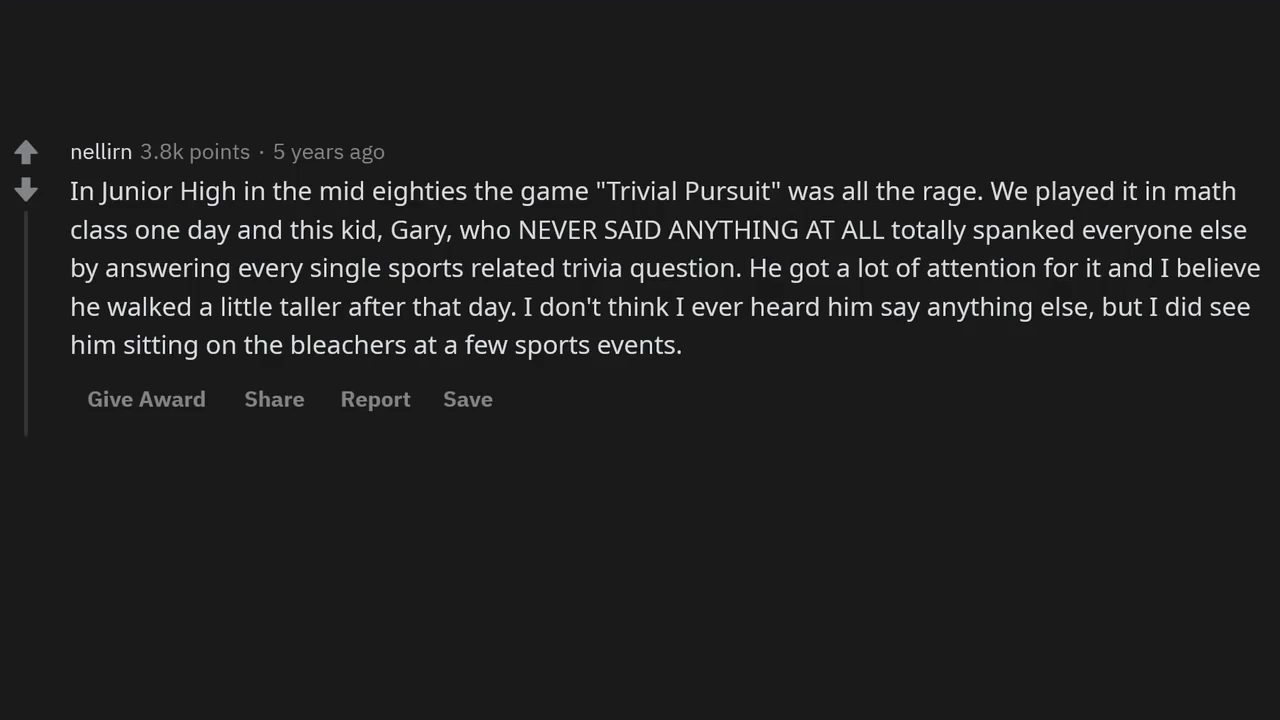 nellirn 3.8k points · 5 years ago
In Junior High in the mid eighties the game "Trivial Pursuit" was all the rage. We played it in math
class one day and this kid, Gary, who NEVER SAID ANYTHING AT ALL totally spanked everyone else
by answering every single sports related trivia question. He got a lot of attention for it and I believe
he walked a little taller after that day. I don't think I ever heard him say anything else, but I did see
him sitting on the bleachers at a few sports events.
Give Award Share Report Save